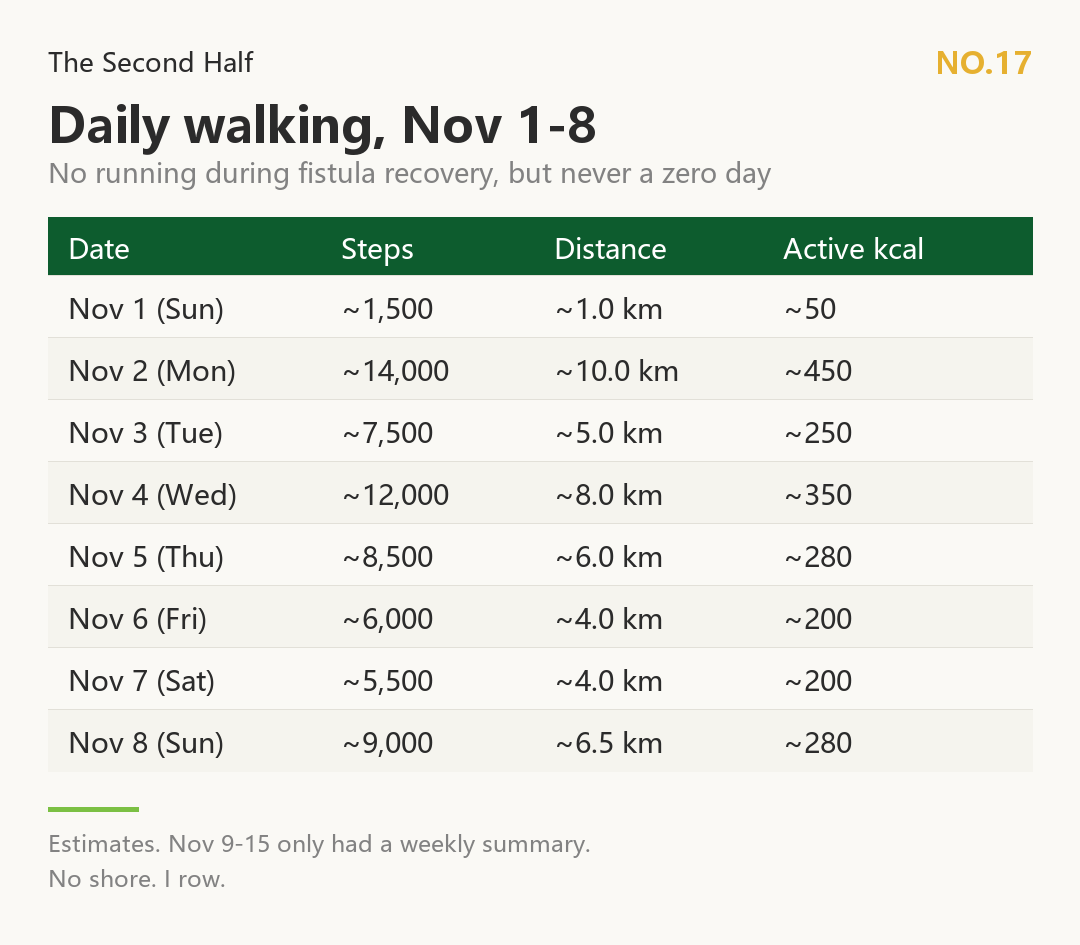 The Second Half
NO.17
Daily walking, Nov 1-8
No running during fistula recovery, but never a zero day
Date Steps Distance Active kcal
Nov 1 (Sun) ~1,500 ~1.0 km ~50
Nov 2 (Mon) ~14,000 ~10.0 km ~450
Nov 3 (Tue) ~7,500 ~5.0 km ~250
Nov 4 (Wed) ~12,000 ~8.0 km ~350
Nov 5 (Thu) ~8,500 ~6.0 km ~280
Nov 6 (Fri) ~6,000 ~4.0 km ~200
Nov 7 (Sat) ~5,500 ~4.0 km ~200
Nov 8 (Sun) ~9,000 ~6.5 km ~280
Estimates. Nov 9-15 only had a weekly summary.
No shore. I row.